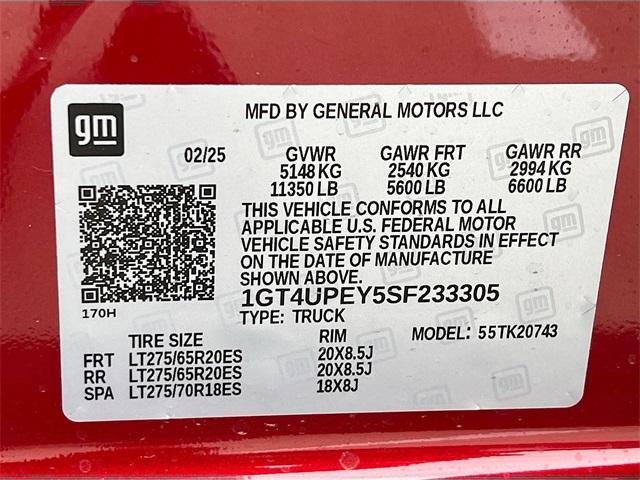 gm
MFD BY GENERAL MOTORS LLC
02/25 GVWR GAWR FRT GAWR RR
5148 KG 2540 KG 2994 KG
11350 LB 5600 LB 6600 LB
THIS VEHICLE CONFORMS TO ALL
APPLICABLE U.S. FEDERAL MOTOR
VEHICLE SAFETY STANDARDS IN EFFECT
ON THE DATE OF MANUFACTURE
SHOWN ABOVE.
1GT4UPEY5SF233305
170H
TYPE: TRUCK
TIRE SIZE RIM MODEL: 55TK20743
FRT LT275/65R20ES 20X8.5J
RR LT275/65R20ES 20X8.5J
SPA LT275/70R18ES 18X8J